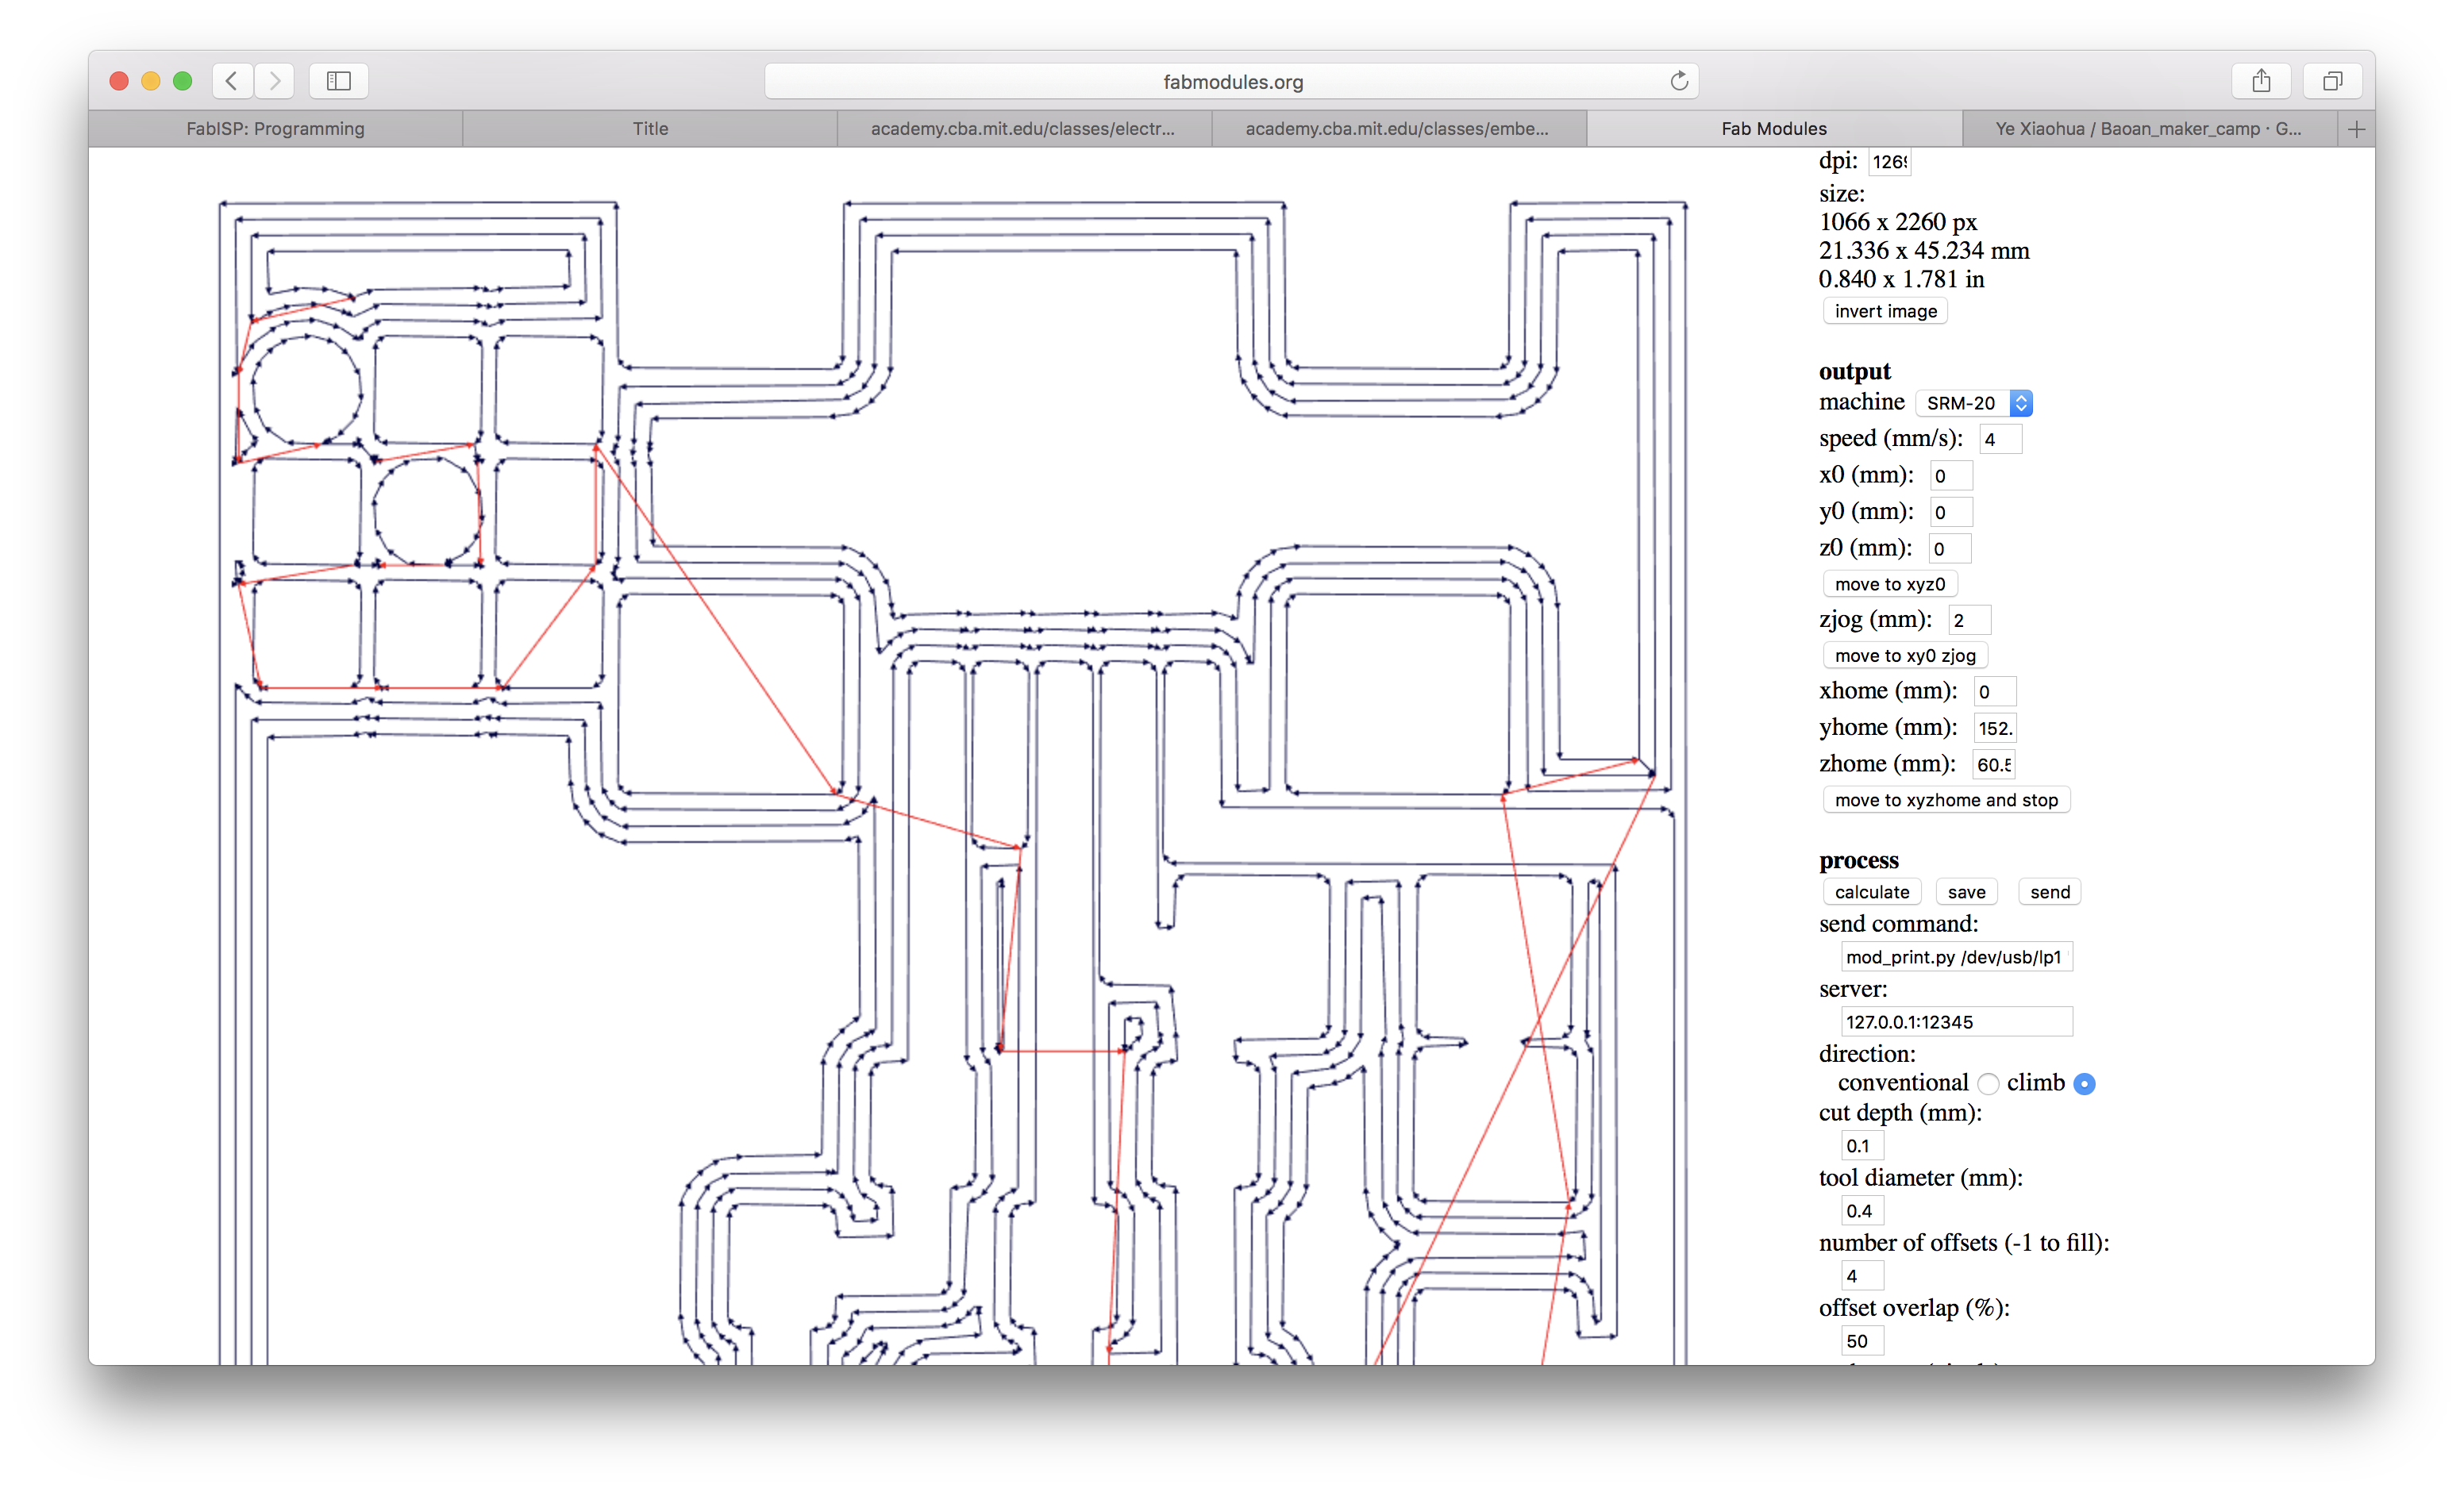 fabmodules.org
FabISP: Programming
Title
academy.cba.mit.edu/classes/electr...
academy.cba.mit.edu/classes/embe...
Fab Modules
Ye Xiaohua / Baoan_maker_camp · G...
dpi: 1269
size:
1066 x 2260 px
21.336 x 45.234 mm
0.840 x 1.781 in
invert image
output
machine SRM-20
speed (mm/s): 4
x0 (mm): 0
y0 (mm): 0
z0 (mm): 0
move to xyz0
zjog (mm): 2
move to xy0 zjog
xhome (mm): 0
yhome (mm): 152.
zhome (mm): 60.5
move to xyzhome and stop
process
calculate save send
send command:
mod_print.py /dev/usb/lp1
server:
127.0.0.1:12345
direction:
conventional climb
cut depth (mm):
0.1
tool diameter (mm):
0.4
number of offsets (-1 to fill):
4
offset overlap (%):
50